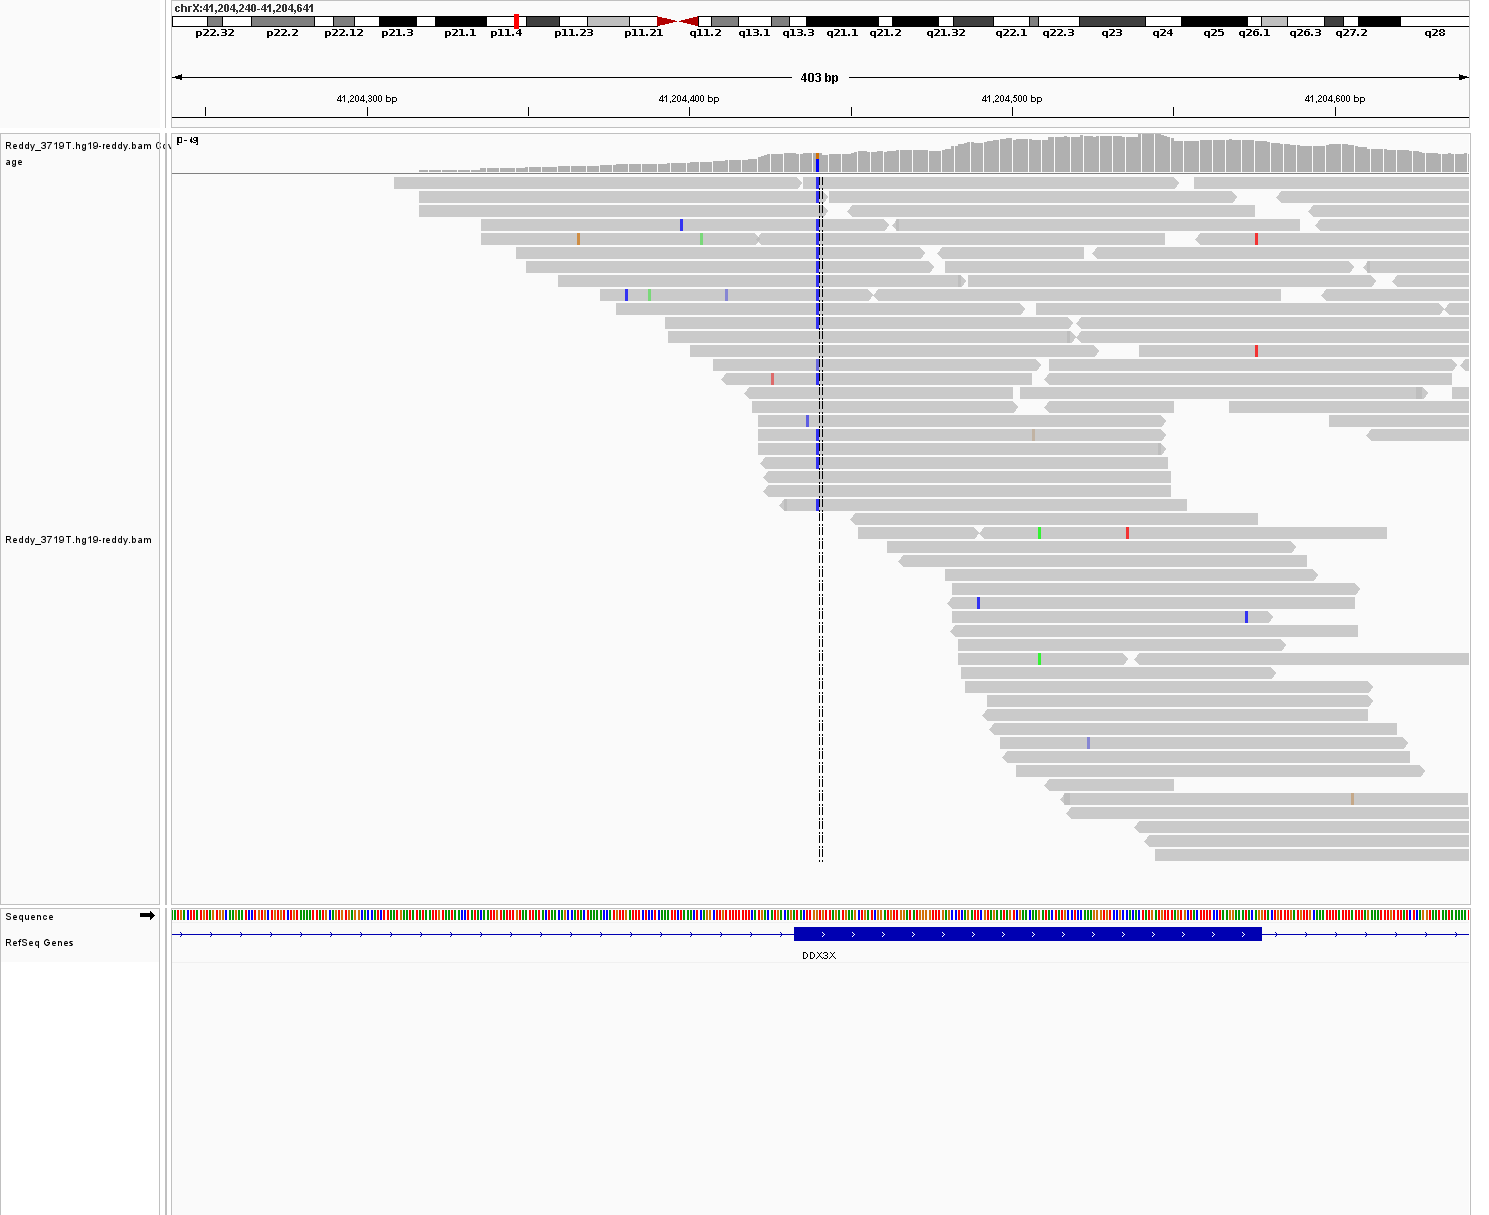 chrX:41,204,240-41,204,641
p22.32 p22.2 p22.12 p21.3 p21.1 p11.4 p11.23 p11.21 q11.2 q13.1 q13.3 q21.1 q21.2 q21.32 q22.1 q22.3 q23 q24 q25 q26.1 q26.3 q27.2 q28
403 bp
41,204,300 bp 41,204,400 bp 41,204,500 bp 41,204,600 bp
Reddy_3719T.hg19-reddy.bam Cov
age
Reddy_3719T.hg19-reddy.bam
Sequence
RefSeq Genes
DDX3X